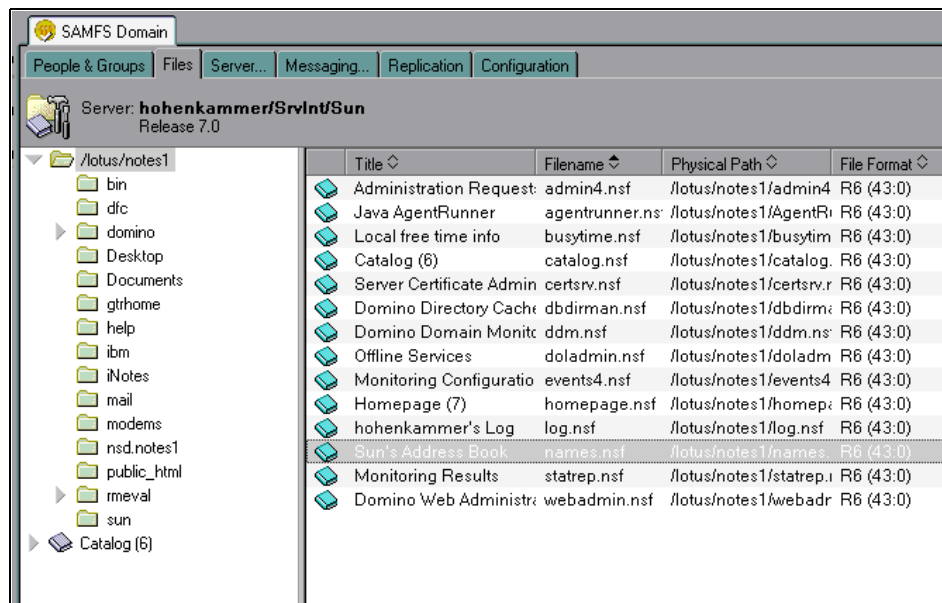 SAMFS Domain
People & Groups Files Server... Messaging... Replication Configuration
Server: hohenkammer/SrvInt/Sun
Release 7.0
/lotus/notes1
bin
dfc
domino
Desktop
Documents
gtrhome
help
ibm
iNotes
mail
modems
nsd.notes1
public_html
rmeval
sun
Catalog (6)
Title Filename Physical Path File Format
Administration Request admin4.nsf /lotus/notes1/admin4 R6 (43:0)
Java AgentRunner agentrunner.ns /lotus/notes1/AgentR R6 (43:0)
Local free time info busytime.nsf /lotus/notes1/busytim R6 (43:0)
Catalog (6) catalog.nsf /lotus/notes1/catalog. R6 (43:0)
Server Certificate Admin certsrv.nsf /lotus/notes1/certsrv.r R6 (43:0)
Domino Directory Cache dbdirman.nsf /lotus/notes1/dbdirma R6 (43:0)
Domino Domain Monito ddm.nsf /lotus/notes1/ddm.ns R6 (43:0)
Offline Services doladmin.nsf /lotus/notes1/doladm R6 (43:0)
Monitoring Configuratio events4.nsf /lotus/notes1/events4 R6 (43:0)
Homepage (7) homepage.nsf /lotus/notes1/homepa R6 (43:0)
hohenkammer's Log log.nsf /lotus/notes1/log.nsf R6 (43:0)
Sun's Address Book names.nsf /lotus/notes1/names. R6 (43:0)
Monitoring Results statrep.nsf /lotus/notes1/statrep.r R6 (43:0)
Domino Web Administra webadmin.nsf /lotus/notes1/webadr R6 (43:0)